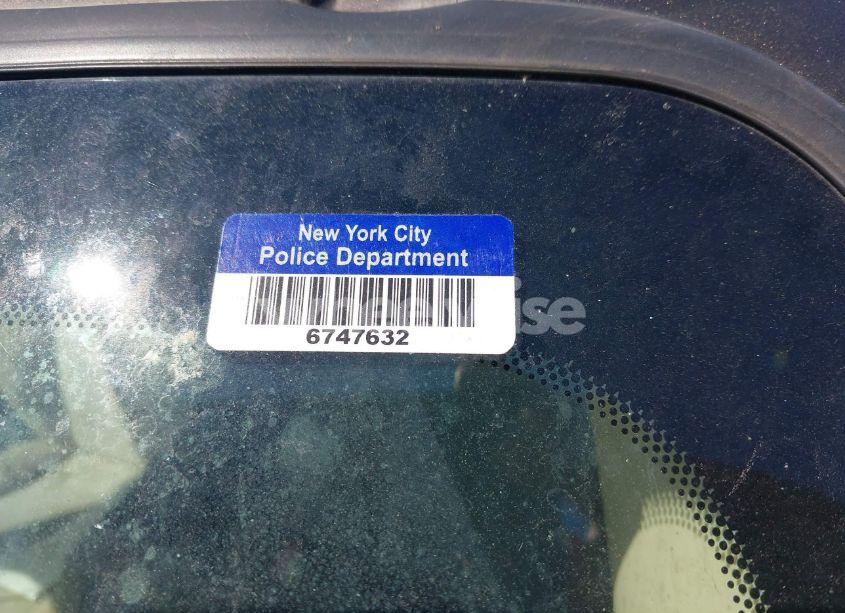 New York City
Police Department
6747632